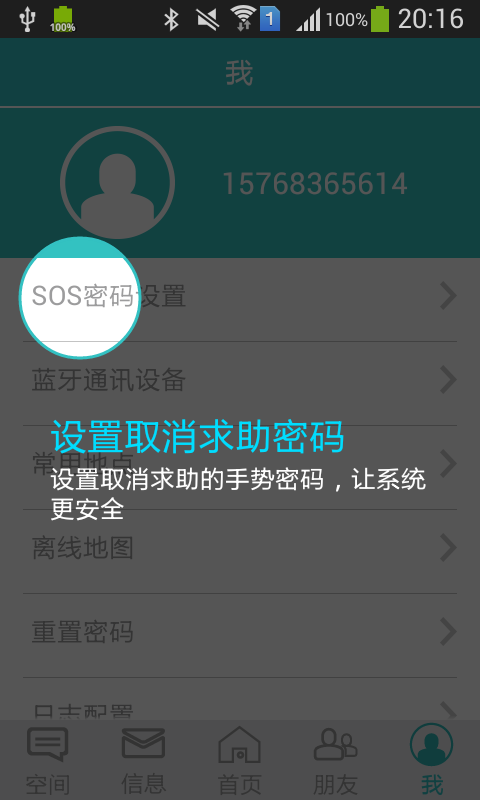 100%
1
100%
20:16
我
15768365614
SOS密码设置
蓝牙通讯设备
设置取消求助密码
常用地点
设置取消求助的手势密码，让系统
更安全
离线地图
重置密码
日志配置
空间
信息
首页
朋友
我